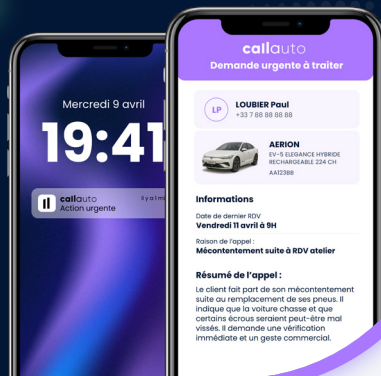 Mercredi 9 avril
19:41
callauto
il y a 1 m
Action urgente
callauto
Demande urgente à traiter
LP
LOUBIER Paul
+33 7 88 88 88 88
AERION
EV-5 ELEGANCE HYBRIDE
RECHARGEABLE 224 CH
AA123BB
Informations
Date de dernier RDV
Vendredi 11 avril à 9H
Raison de l'appel :
Mécontentement suite à RDV atelier
Résumé de l'appel :
Le client fait part de son mécontentement
suite au remplacement de ses pneus. Il
indique que la voiture chasse et que
certains écrous seraient peut-être mal
vissés. Il demande une vérification
immédiate et un geste commercial.